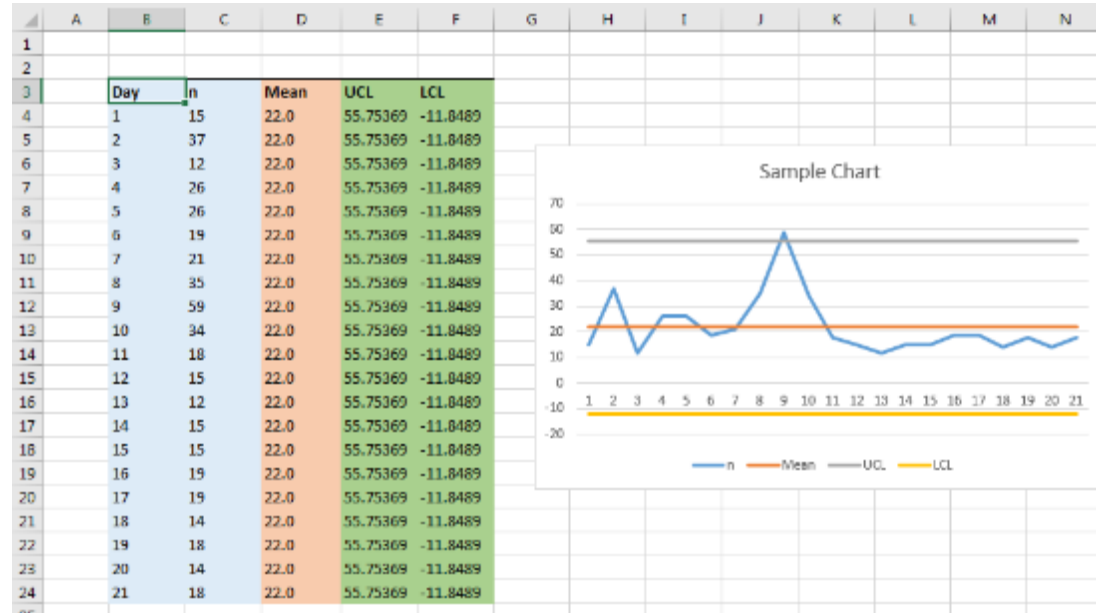 A B C D E F G H I J K L M N
1
2
3 Day n Mean UCL LCL
4 1 15 22.0 55.75369 -11.8489
5 2 37 22.0 55.75369 -11.8489
6 3 12 22.0 55.75369 -11.8489
7 4 26 22.0 55.75369 -11.8489
8 5 26 22.0 55.75369 -11.8489
9 6 19 22.0 55.75369 -11.8489
10 7 21 22.0 55.75369 -11.8489
11 8 35 22.0 55.75369 -11.8489
12 9 59 22.0 55.75369 -11.8489
13 10 34 22.0 55.75369 -11.8489
14 11 18 22.0 55.75369 -11.8489
15 12 15 22.0 55.75369 -11.8489
16 13 12 22.0 55.75369 -11.8489
17 14 15 22.0 55.75369 -11.8489
18 15 15 22.0 55.75369 -11.8489
19 16 19 22.0 55.75369 -11.8489
20 17 19 22.0 55.75369 -11.8489
21 18 14 22.0 55.75369 -11.8489
22 19 18 22.0 55.75369 -11.8489
23 20 14 22.0 55.75369 -11.8489
24 21 18 22.0 55.75369 -11.8489
Sample Chart
70
60
50
40
30
20
10
0
1 2 3 4 5 6 7 8 9 10 11 12 13 14 15 16 17 18 19 20 21
-10
-20
n Mean UCL LCL